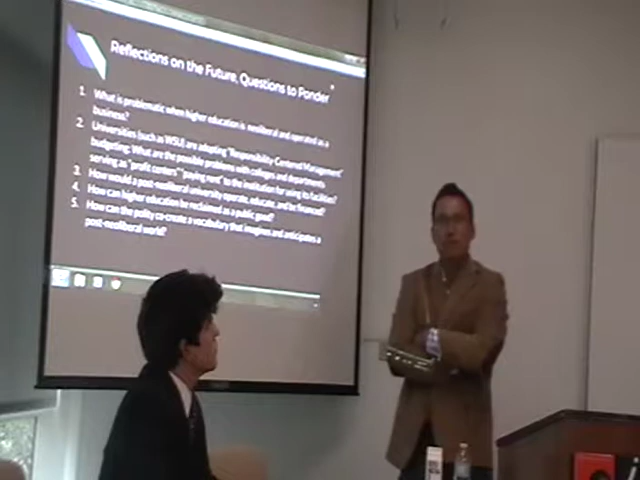 Reflections on the Future, Questions to Ponder
1. What is problematic when higher education is neoliberal and operated as a
business?
2. Universities (such as WSU) are adopting "Responsibility Centered Management"
budgeting: What are the possible problems with colleges and departments
serving as "profit centers" "paying rent" to the institution for using its facilities?
3. How would a post-neoliberal university operate, educate, and be financed?
4. How can higher education be reclaimed as a public good?
5. How can the polity co-create a vocabulary that imagines and anticipates a
post-neoliberal world?